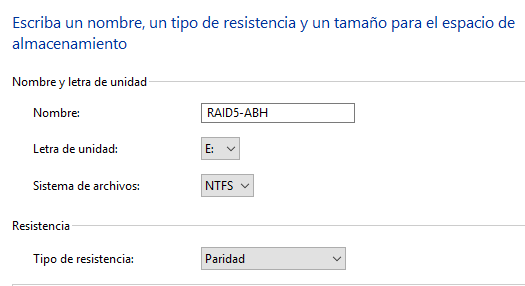 Escriba un nombre, un tipo de resistencia y un tamaño para el espacio de
almacenamiento
Nombre y letra de unidad
Nombre: RAID5-ABH
Letra de unidad: E:
Sistema de archivos: NTFS
Resistencia
Tipo de resistencia: Paridad